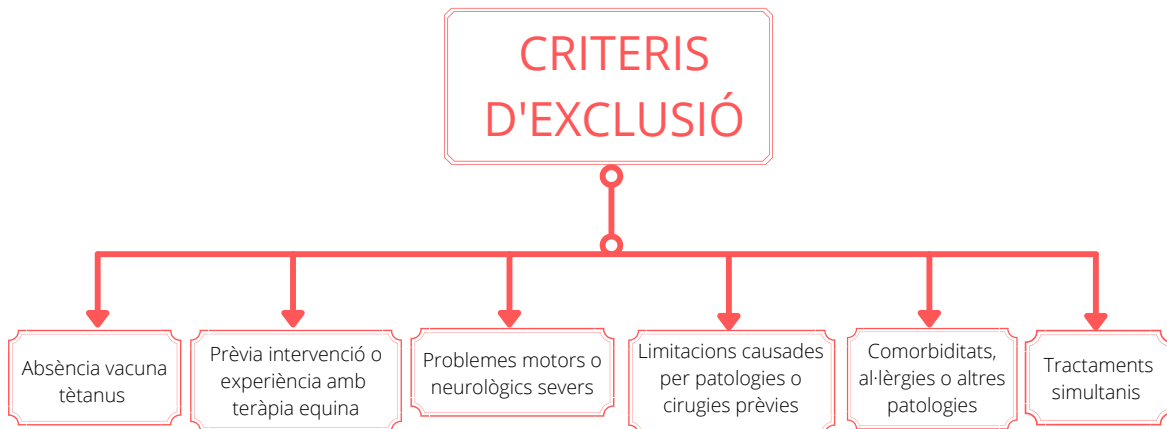 CRITERIS
D'EXCLUSIÓ
Absència vacuna
tètanus
Prèvia intervenció o
experiència amb
teràpia equina
Problemes motors o
neurològics severs
Limitacions causades
per patologies o
cirugies prèvies
Comorbiditats,
al·lèrgies o altres
patologies
Tractaments
simultanis